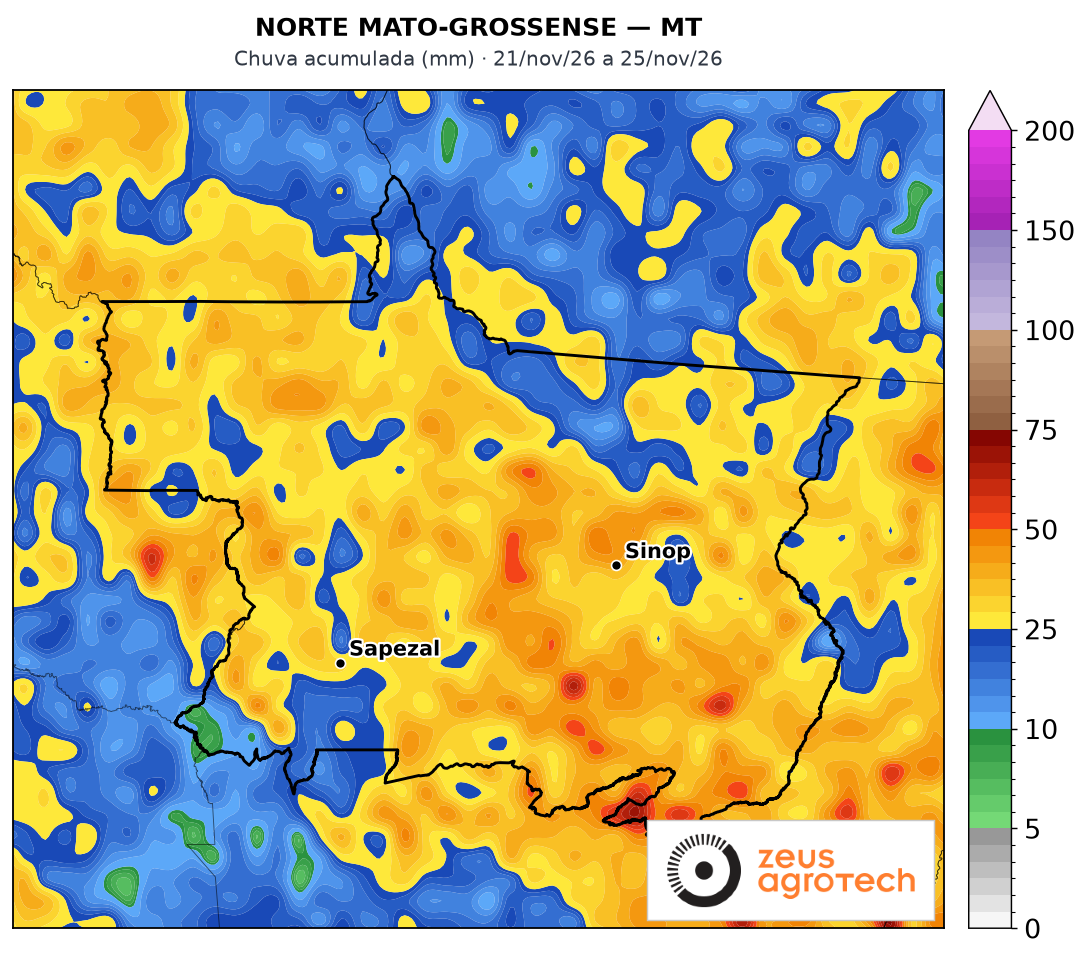 NORTE MATO-GROSSENSE — MT
Chuva acumulada (mm) · 21/nov/26 a 25/nov/26
200
150
100
75
50
25
10
5
0
Sinop
Sapezal
zeus
agrotech